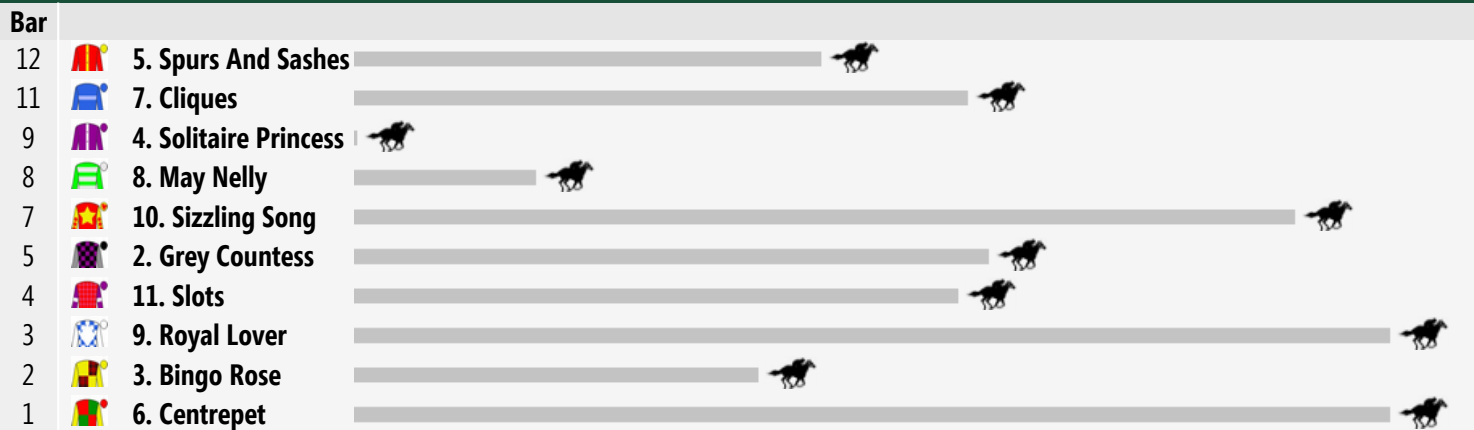 Bar
12 5. Spurs And Sashes
11 7. Cliques
9 4. Solitaire Princess
8 8. May Nelly
7 10. Sizzling Song
5 2. Grey Countess
4 11. Slots
3 9. Royal Lover
2 3. Bingo Rose
1 6. Centrepet